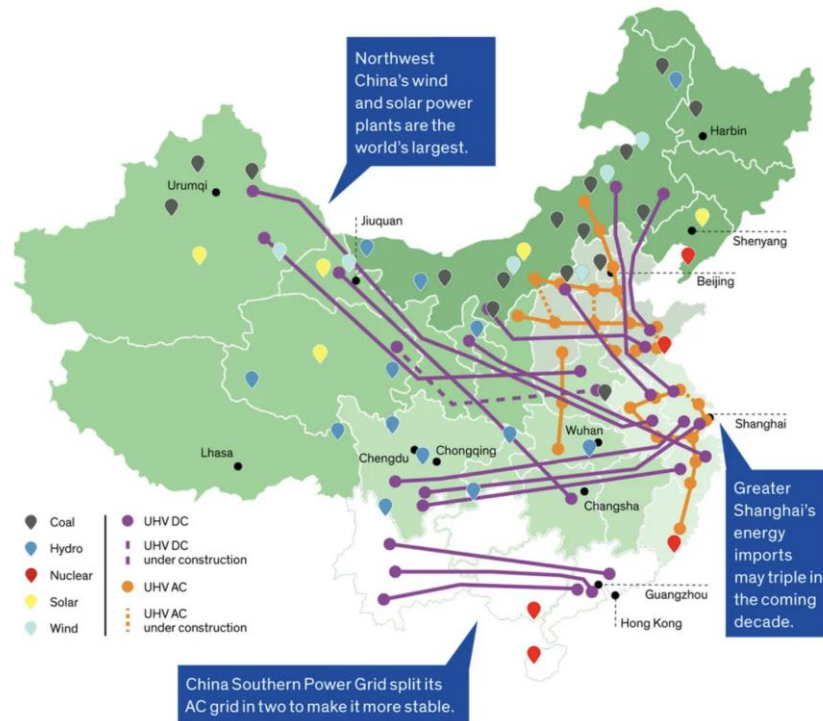 Northwest
China's wind
and solar power
plants are the
world's largest.
Harbin
Urumqi
Jiuquan
Shenyang
Beijing
Shanghai
Wuhan
Chengdu
Chongqing
Lhasa
Changsha
Greater
Shanghai's
energy
imports
may triple in
the coming
decade.
Coal
Hydro
Nuclear
Solar
Wind
UHV DC
UHV DC
under construction
UHV AC
UHV AC
under construction
Guangzhou
Hong Kong
China Southern Power Grid split its
AC grid in two to make it more stable.